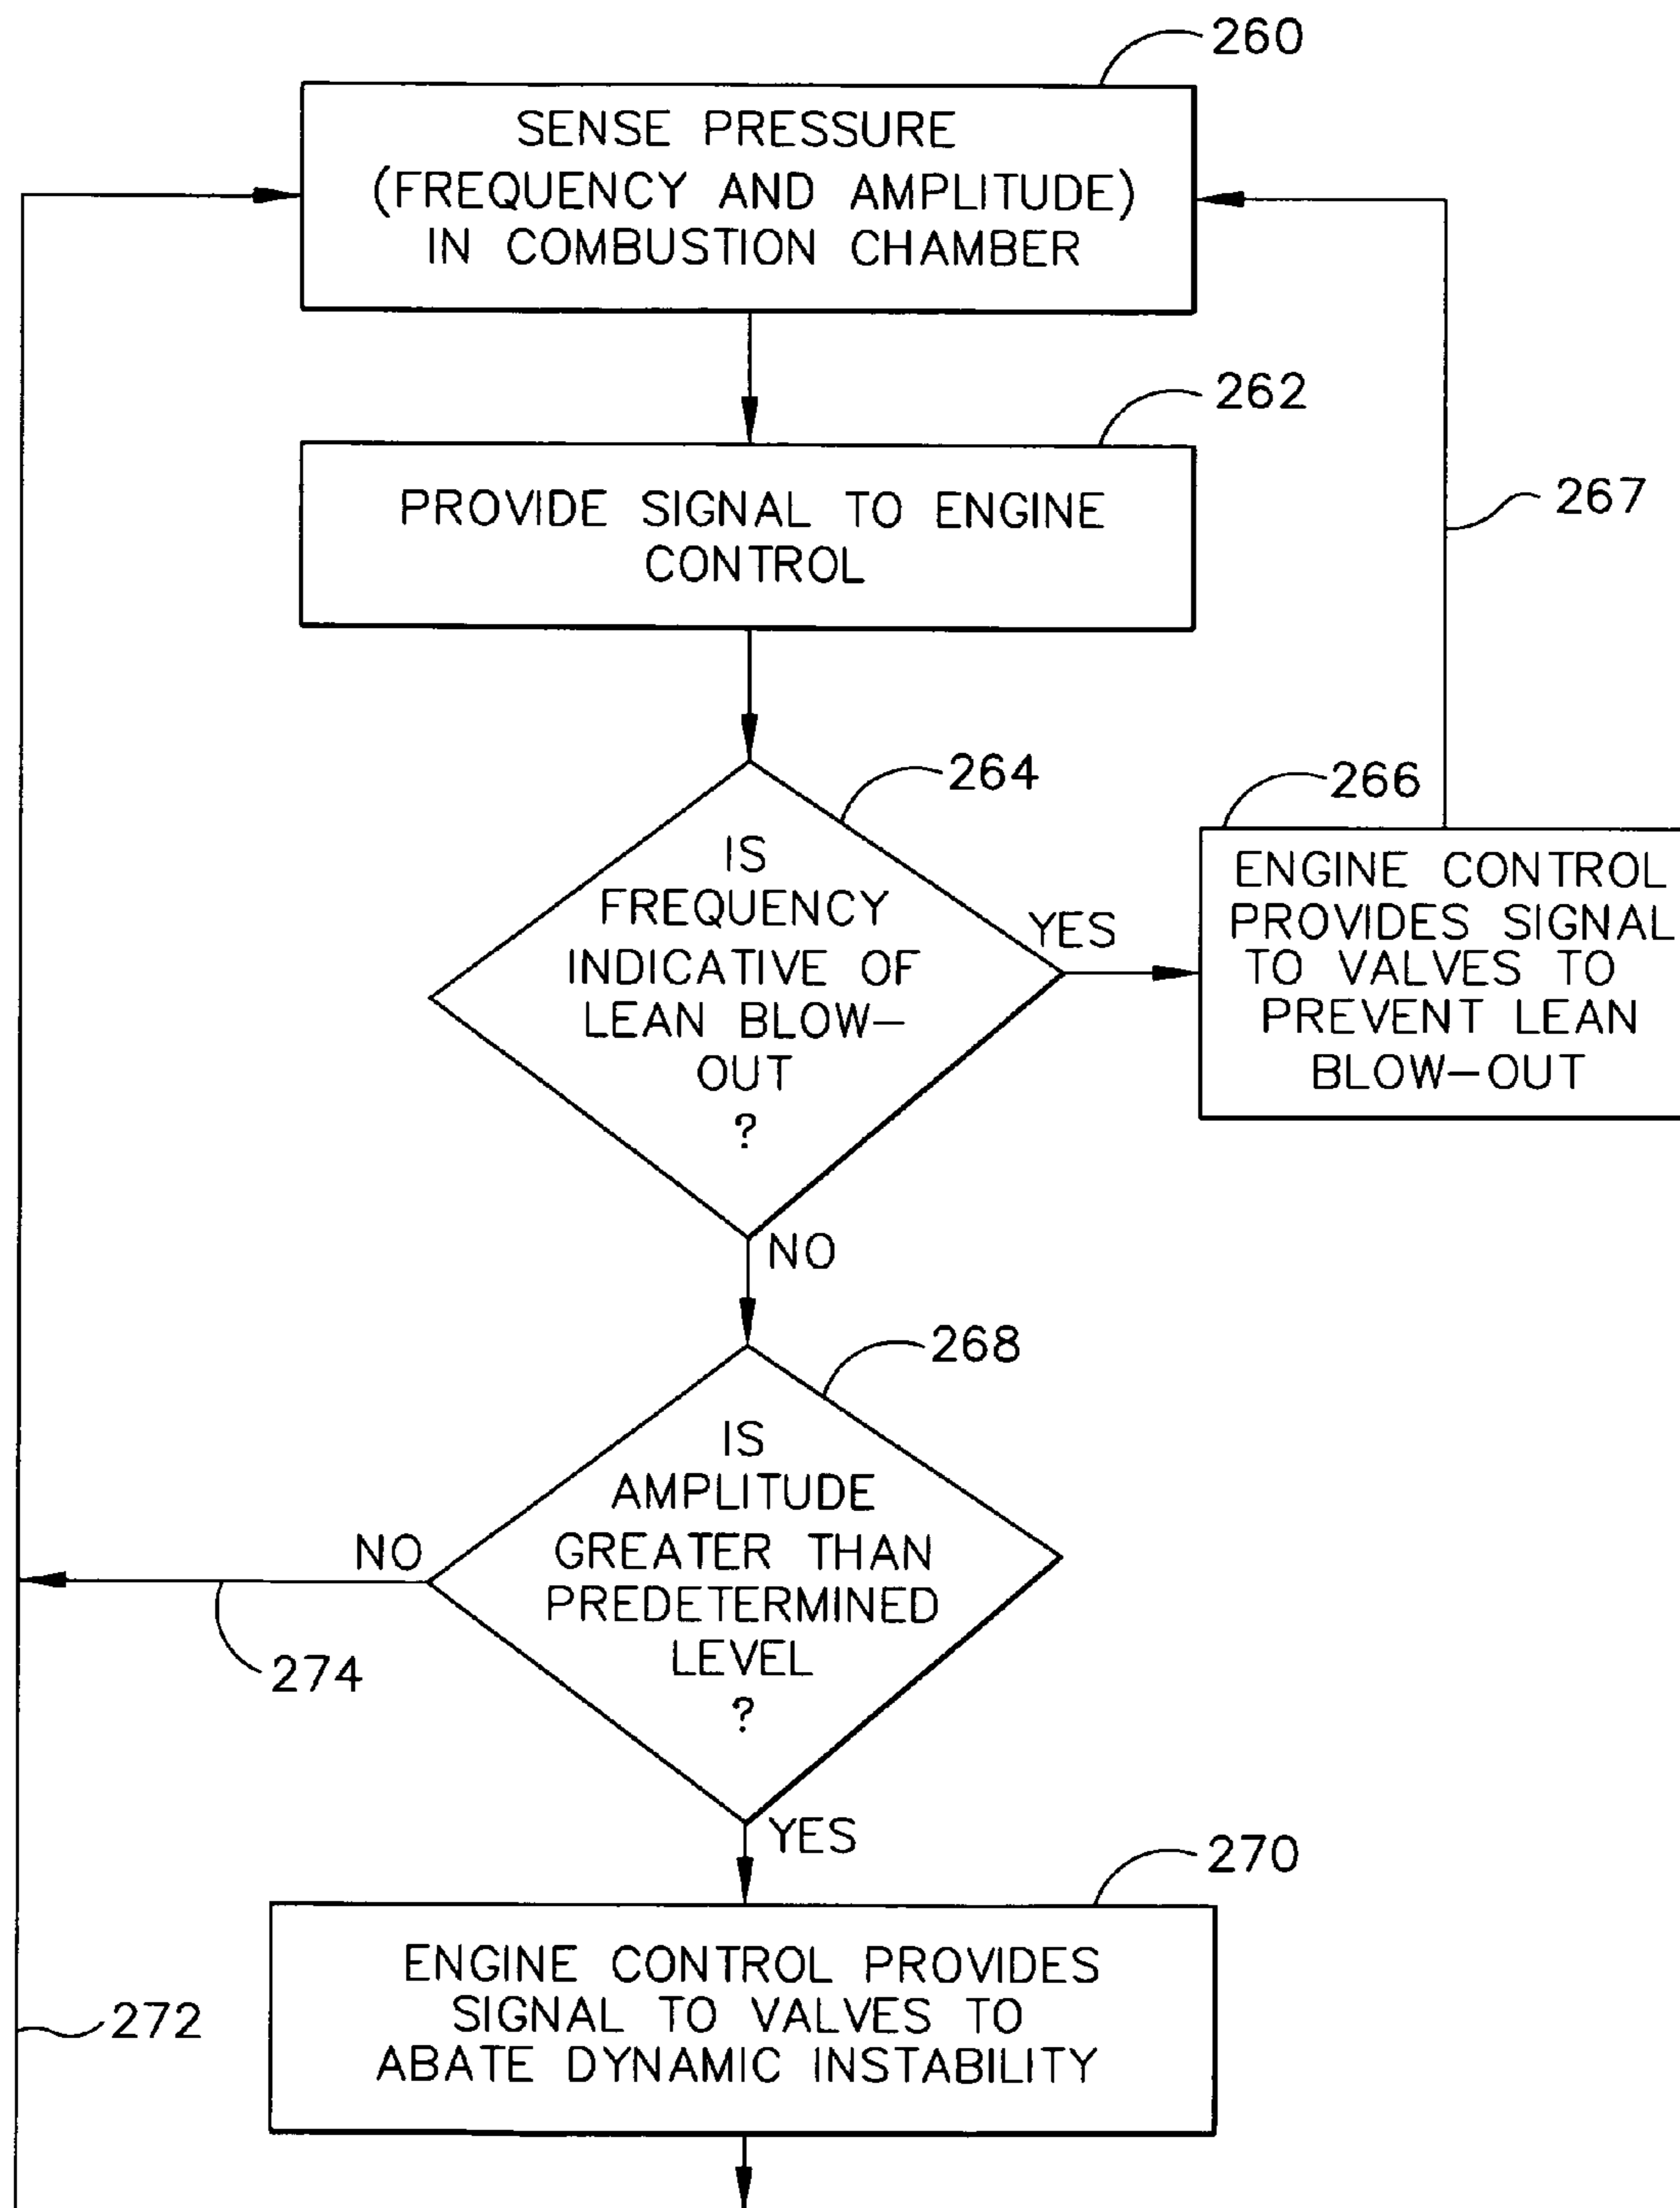 260
SENSE PRESSURE
(FREQUENCY AND AMPLITUDE)
IN COMBUSTION CHAMBER
262
PROVIDE SIGNAL TO ENGINE
CONTROL
267
264
IS
FREQUENCY
INDICATIVE OF
LEAN BLOW-
OUT
?
YES
266
ENGINE CONTROL
PROVIDES SIGNAL
TO VALVES TO
PREVENT LEAN
BLOW-OUT
NO
268
IS
AMPLITUDE
GREATER THAN
PREDETERMINED
LEVEL
?
NO
274
YES
270
ENGINE CONTROL PROVIDES
SIGNAL TO VALVES TO
ABATE DYNAMIC INSTABILITY
272